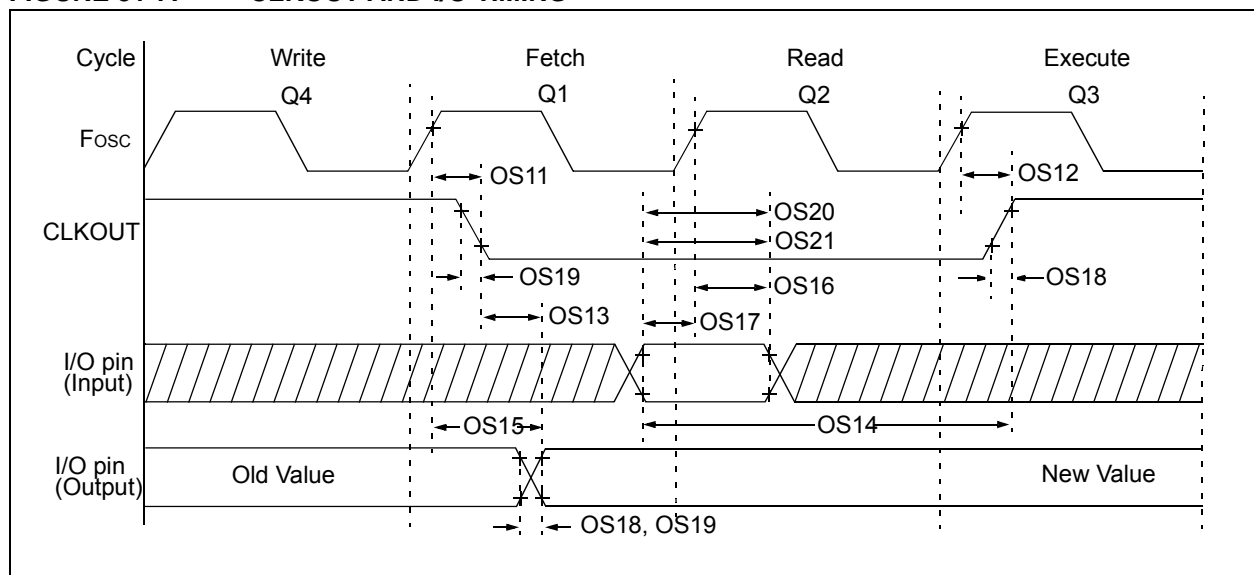 Cycle Write Fetch Read Execute
Q4 Q1 Q2 Q3
Fosc
OS11 OS12
OS20
CLKOUT
OS21
OS19 OS16 OS18
OS13 OS17
I/O pin
(Input)
OS15 OS14
I/O pin
(Output)
Old Value New Value
OS18, OS19